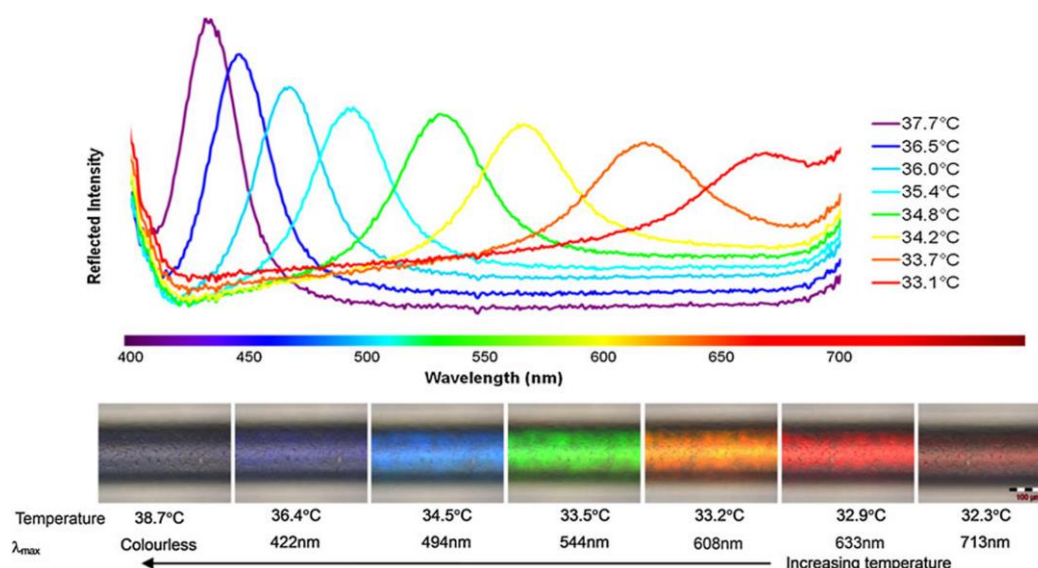 Reflected Intensity
37.7°C
36.5°C
36.0°C
35.4°C
34.8°C
34.2°C
33.7°C
33.1°C
400 450 500 550 600 650 700
Wavelength (nm)
100 µm
Temperature 38.7°C 36.4°C 34.5°C 33.5°C 33.2°C 32.9°C 32.3°C
λmax Colourless 422nm 494nm 544nm 608nm 633nm 713nm
Increasing temperature